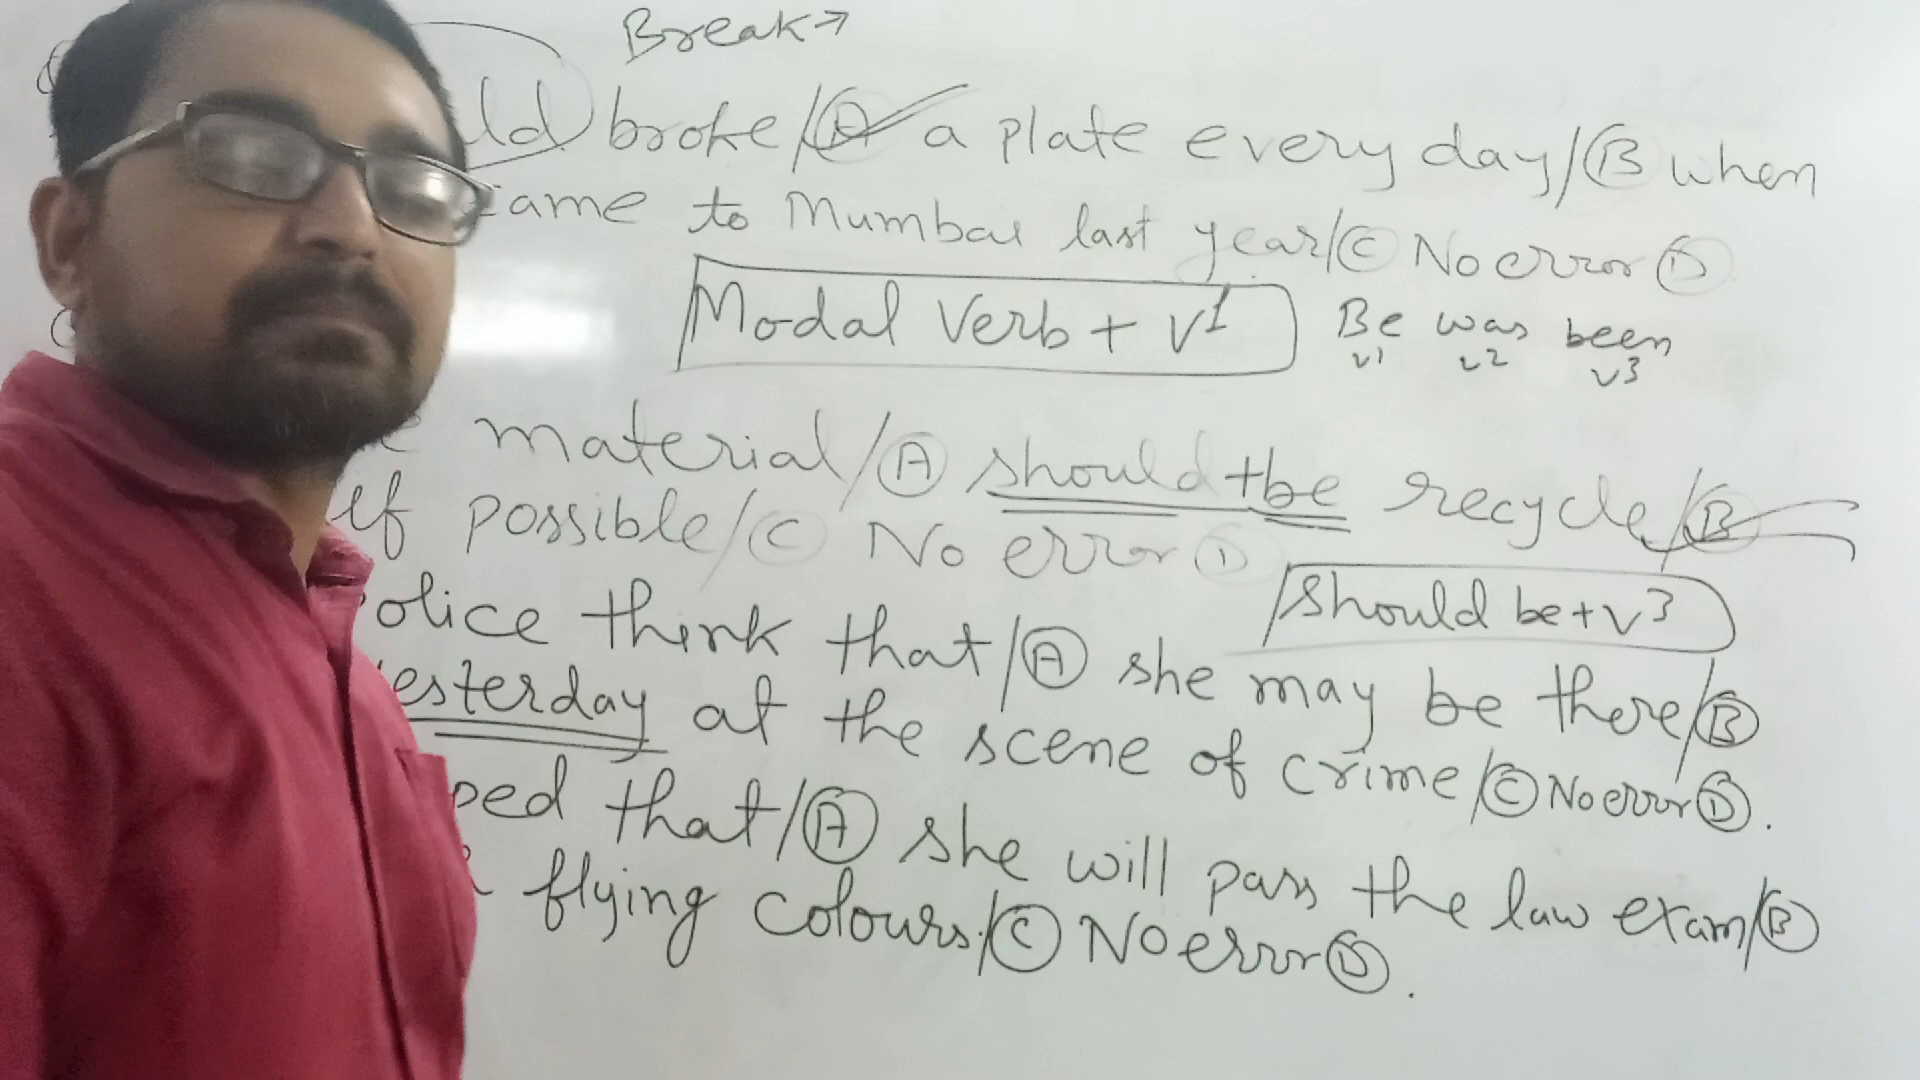 Break→
ld broke/Ⓐ a plate every day/Ⓑ when
came to Mumbai last year/Ⓒ No error Ⓓ
Modal Verb + v1 Be was been
v1 v2 v3
material/Ⓐ should+be recycle/Ⓑ
if possible/Ⓒ No error Ⓓ
should be+v3
olice think that/Ⓐ she may be there/Ⓑ
esterday at the scene of crime/Ⓒ No error Ⓓ.
ped that/Ⓐ she will pass the law exam/Ⓑ
flying colours/Ⓒ No error Ⓓ.